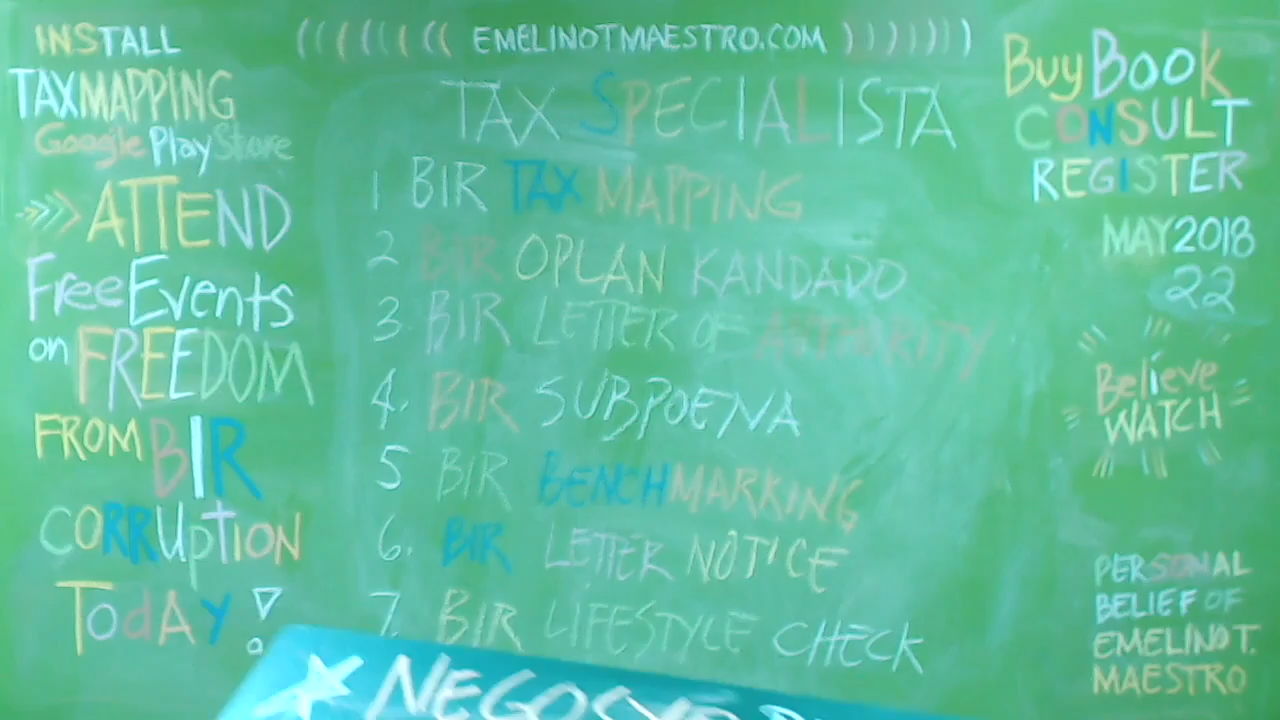 INSTALL
TAXMAPPING
Google Play Store
>>> ATTEND
Free Events
on FREEDOM
FROM BIR
CORRUPTION
TodAy!
((((((( EMELINOTMAESTRO.COM )))))))
TAX SPECIALISTA
1 BIR TAX MAPPING
2 BIR OPLAN KANDADO
3. BIR LETTER OF AUTHORITY
4. BIR SUBPOENA
5 BIR BENCHMARKING
6. BIR LETTER NOTICE
7. BIR LIFESTYLE CHECK
Buy Book
CONSULT
REGISTER
MAY 2018
22
Believe
WATCH
PERSONAL
BELIEF OF
EMELINO T.
MAESTRO